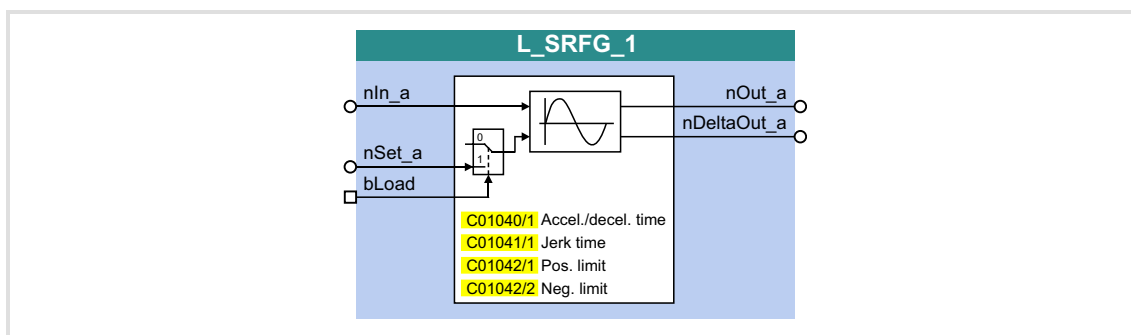 L_SRFG_1
nIn_a
nOut_a
nDeltaOut_a
0
nSet_a
1
bLoad
C01040/1 Accel./decel. time
C01041/1 Jerk time
C01042/1 Pos. limit
C01042/2 Neg. limit